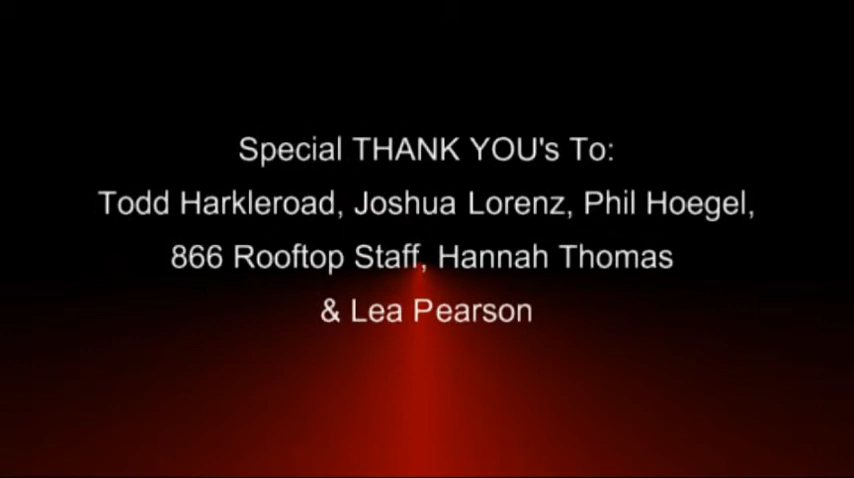 Special THANK YOU's To:
Todd Harkleroad, Joshua Lorenz, Phil Hoegel,
866 Rooftop Staff, Hannah Thomas
& Lea Pearson